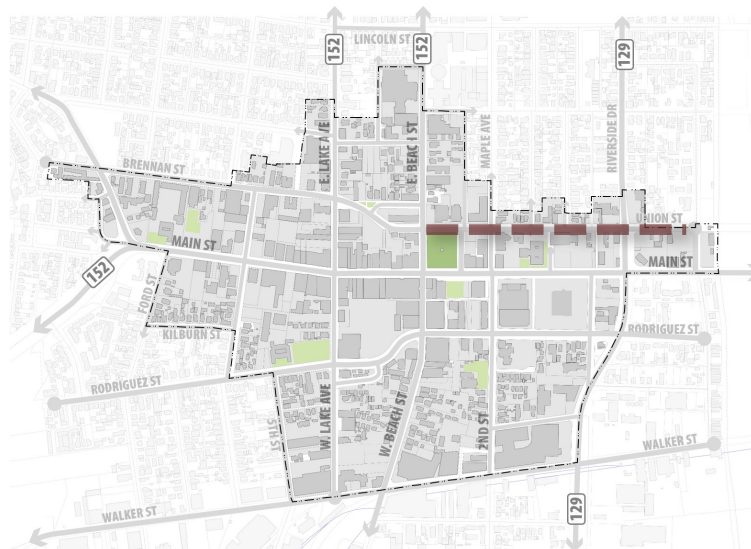 LINCOLN ST
152
152
129
E. LAKE AVE
E. BEACH ST
MAPLE AVE
RIVERSIDE DR
BRENNAN ST
UNION ST
MAIN ST
MAIN ST
152
FORD ST
KILBURN ST
RODRIGUEZ ST
RODRIGUEZ ST
5TH ST
W. LAKE AVE
W. BEACH ST
2ND ST
WALKER ST
WALKER ST
129